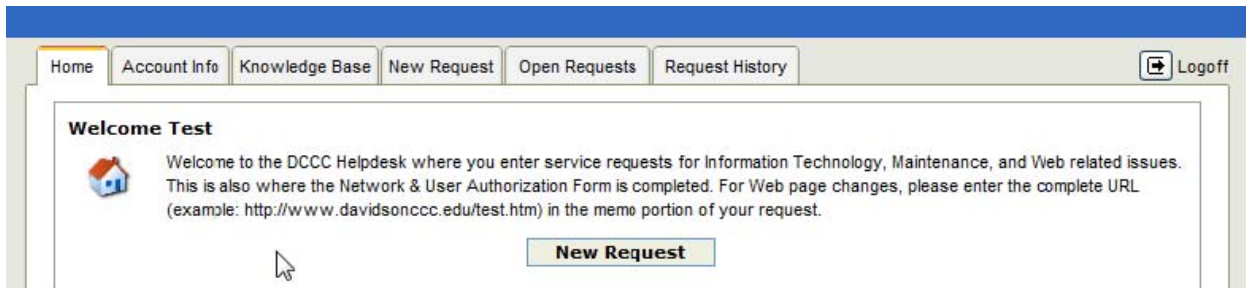 Home Account Info Knowledge Base New Request Open Requests Request History Logoff
Welcome Test
Welcome to the DCCC Helpdesk where you enter service requests for Information Technology, Maintenance, and Web related issues.
This is also where the Network & User Authorization Form is completed. For Web page changes, please enter the complete URL
(example: http://www.davidsonccc.edu/test.htm) in the memo portion of your request.
New Request